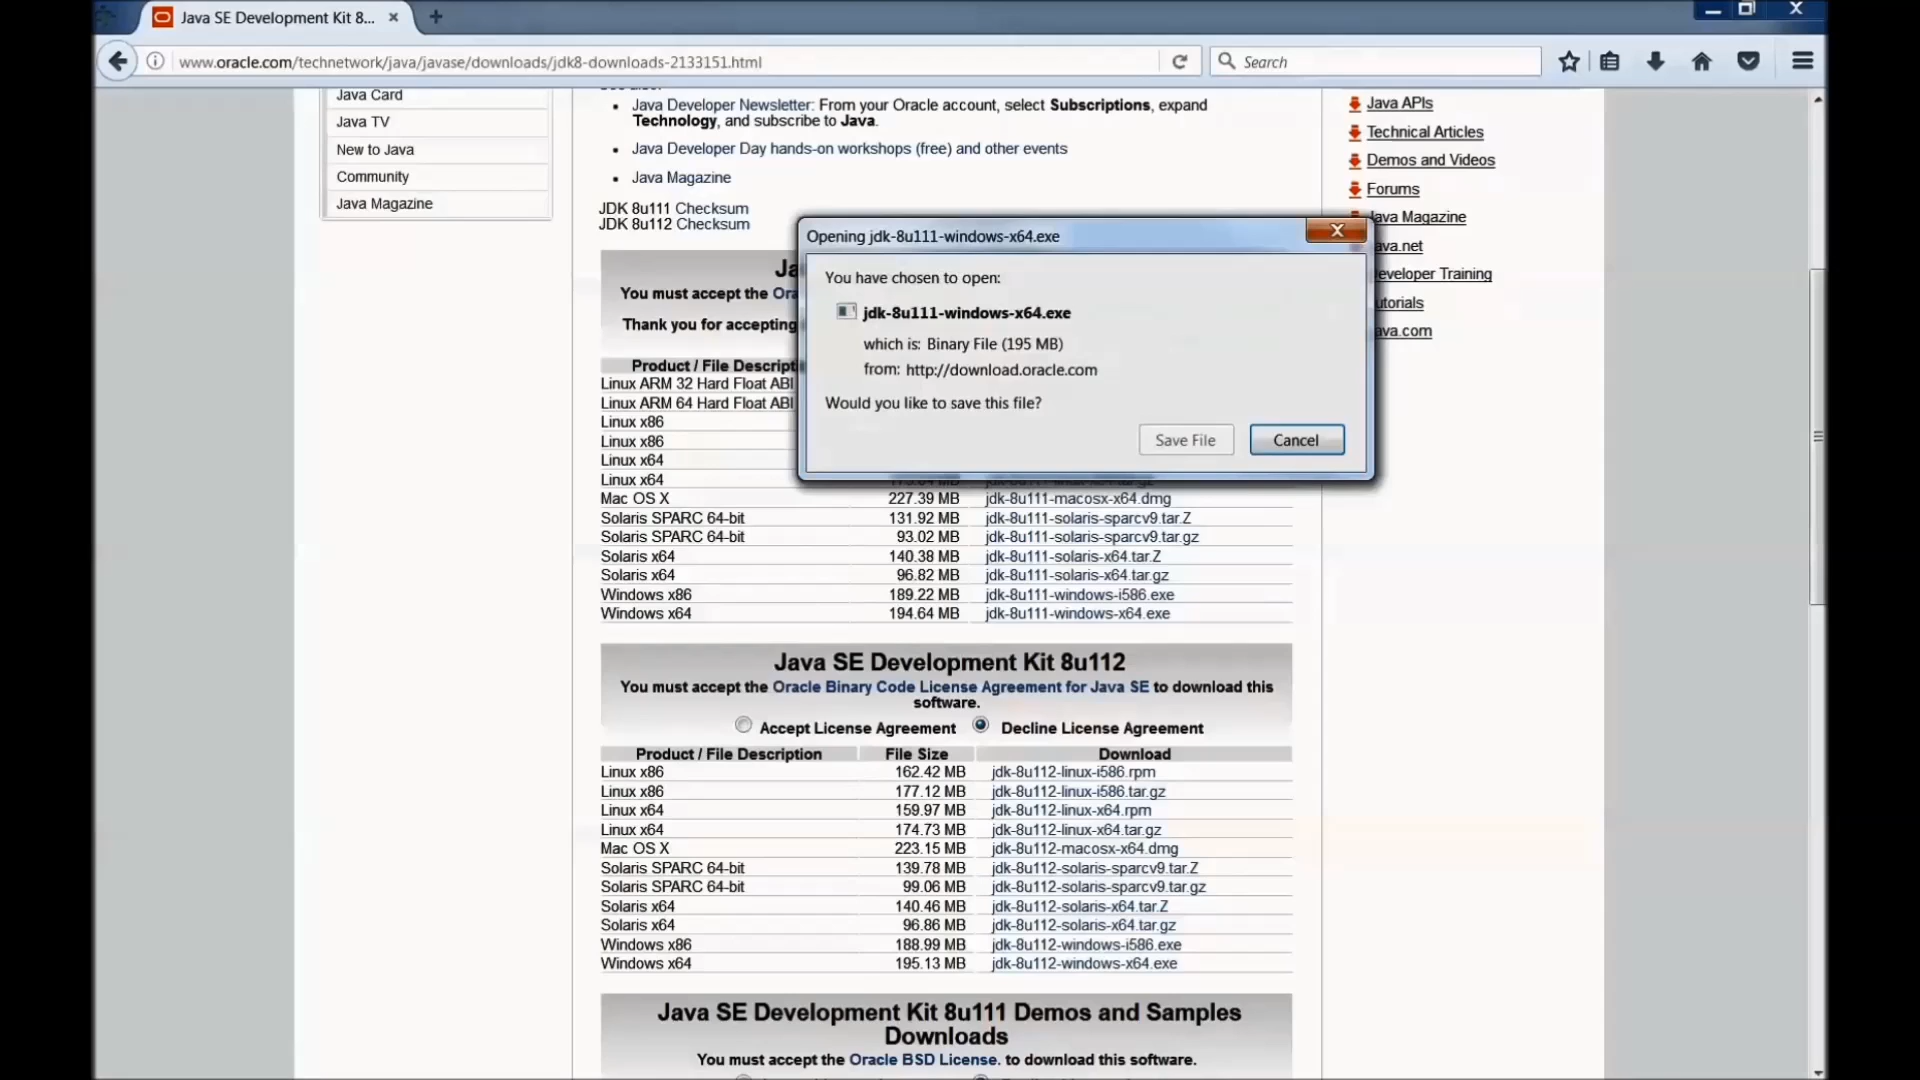 Java SE Development Kit 8...
www.oracle.com/technetwork/java/javase/downloads/jdk8-downloads-2133151.html
Search
Java Card
Java TV
New to Java
Community
Java Magazine
Java Developer Newsletter: From your Oracle account, select Subscriptions, expand
Technology, and subscribe to Java.
Java Developer Day hands-on workshops (free) and other events
Java Magazine
JDK 8u111 Checksum
JDK 8u112 Checksum
Java APIs
Technical Articles
Demos and Videos
Forums
Java Magazine
ava.net
eveloper Training
utorials
ava.com
Opening jdk-8u111-windows-x64.exe
You have chosen to open:
jdk-8u111-windows-x64.exe
which is: Binary File (195 MB)
from: http://download.oracle.com
Would you like to save this file?
Save File Cancel
Ja
You must accept the Ora
Thank you for accepting
Product / File Descripti
Linux ARM 32 Hard Float ABI
Linux ARM 64 Hard Float ABI
Linux x86
Linux x86
Linux x64
Linux x64
Mac OS X 227.39 MB jdk-8u111-macosx-x64.dmg
Solaris SPARC 64-bit 131.92 MB jdk-8u111-solaris-sparcv9.tar.Z
Solaris SPARC 64-bit 93.02 MB jdk-8u111-solaris-sparcv9.tar.gz
Solaris x64 140.38 MB jdk-8u111-solaris-x64.tar.Z
Solaris x64 96.82 MB jdk-8u111-solaris-x64.tar.gz
Windows x86 189.22 MB jdk-8u111-windows-i586.exe
Windows x64 194.64 MB jdk-8u111-windows-x64.exe
Java SE Development Kit 8u112
You must accept the Oracle Binary Code License Agreement for Java SE to download this
software.
Accept License Agreement Decline License Agreement
Product / File Description File Size Download
Linux x86 162.42 MB jdk-8u112-linux-i586.rpm
Linux x86 177.12 MB jdk-8u112-linux-i586.tar.gz
Linux x64 159.97 MB jdk-8u112-linux-x64.rpm
Linux x64 174.73 MB jdk-8u112-linux-x64.tar.gz
Mac OS X 223.15 MB jdk-8u112-macosx-x64.dmg
Solaris SPARC 64-bit 139.78 MB jdk-8u112-solaris-sparcv9.tar.Z
Solaris SPARC 64-bit 99.06 MB jdk-8u112-solaris-sparcv9.tar.gz
Solaris x64 140.46 MB jdk-8u112-solaris-x64.tar.Z
Solaris x64 96.86 MB jdk-8u112-solaris-x64.tar.gz
Windows x86 188.99 MB jdk-8u112-windows-i586.exe
Windows x64 195.13 MB jdk-8u112-windows-x64.exe
Java SE Development Kit 8u111 Demos and Samples
Downloads
You must accept the Oracle BSD License. to download this software.